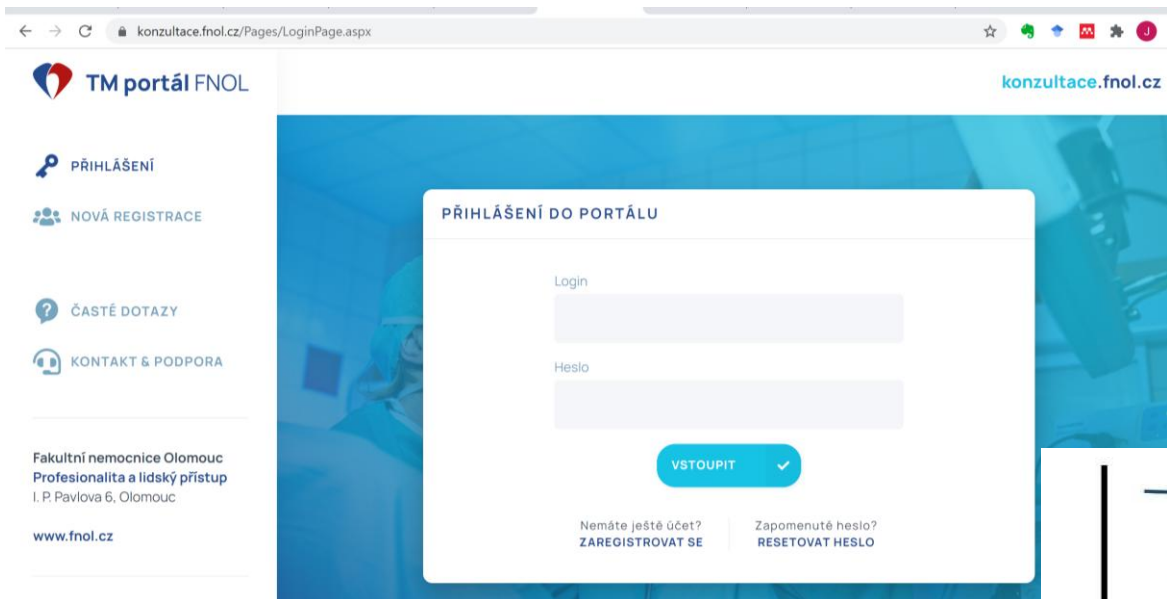 konzultace.fnol.cz/Pages/LoginPage.aspx
J
TM portál FNOL
konzultace.fnol.cz
PŘIHLÁŠENÍ
NOVÁ REGISTRACE
ČASTÉ DOTAZY
KONTAKT & PODPORA
Fakultní nemocnice Olomouc
Profesionalita a lidský přístup
I. P. Pavlova 6, Olomouc
www.fnol.cz
PŘIHLÁŠENÍ DO PORTÁLU
Login
Heslo
VSTOUPIT
Nemáte ještě účet?
ZAREGISTROVAT SE
Zapomenuté heslo?
RESETOVAT HESLO